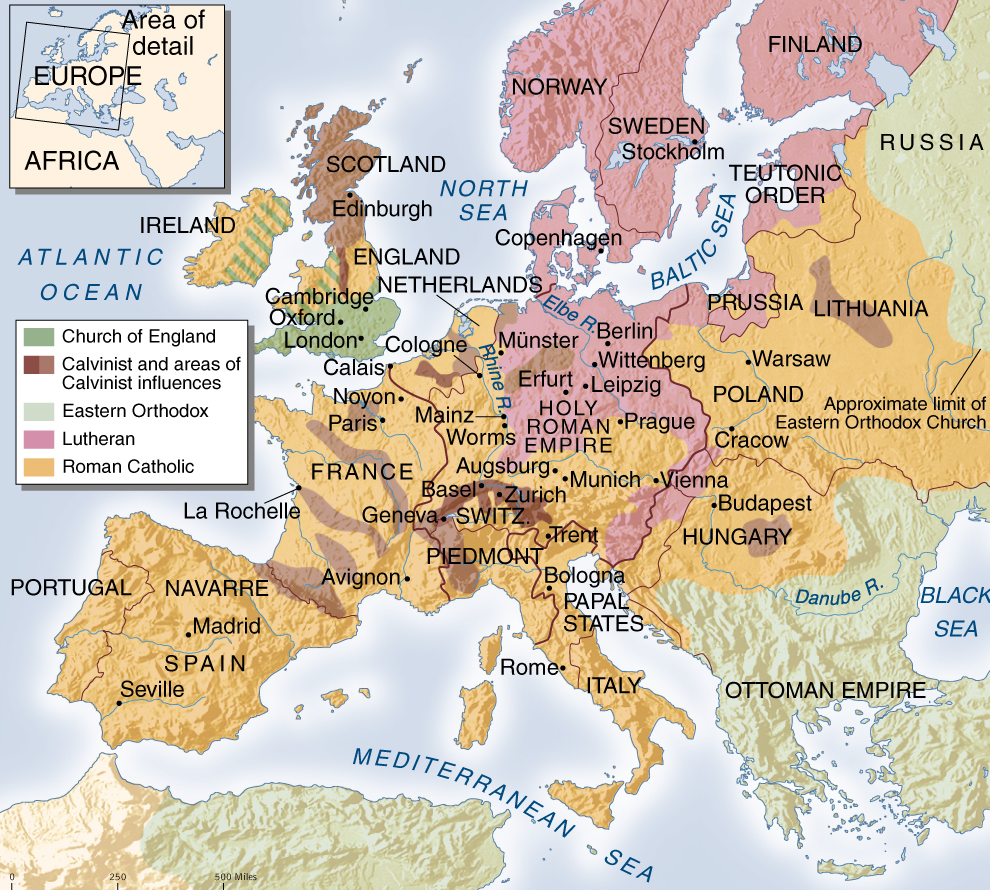 Area of
detail
EUROPE
AFRICA
FINLAND
NORWAY
RUSSIA
SWEDEN
Stockholm
SCOTLAND
TEUTONIC
ORDER
NORTH
SEA
Edinburgh
IRELAND
Copenhagen
BALTIC SEA
ATLANTIC
OCEAN
ENGLAND
NETHERLANDS
Cambridge
Oxford
London
Elbe R.
PRUSSIA
LITHUANIA
Church of England
Calvinist and areas of
Calvinist influences
Eastern Orthodox
Lutheran
Roman Catholic
Cologne
Münster
Berlin
Calais
Rhine R.
Wittenberg
Warsaw
Noyon
Erfurt
Leipzig
POLAND
Approximate limit of
Eastern Orthodox Church
Paris
Mainz
Worms
HOLY
ROMAN
EMPIRE
Prague
Cracow
FRANCE
Augsburg
Munich
Vienna
Basel
Zurich
Budapest
La Rochelle
Geneva
SWITZ.
Trent
HUNGARY
PIEDMONT
PORTUGAL
NAVARRE
Avignon
Bologna
PAPAL
STATES
Danube R.
BLACK
SEA
Madrid
SPAIN
Rome
ITALY
Seville
OTTOMAN EMPIRE
MEDITERRANEAN SEA
0 250 500 Miles